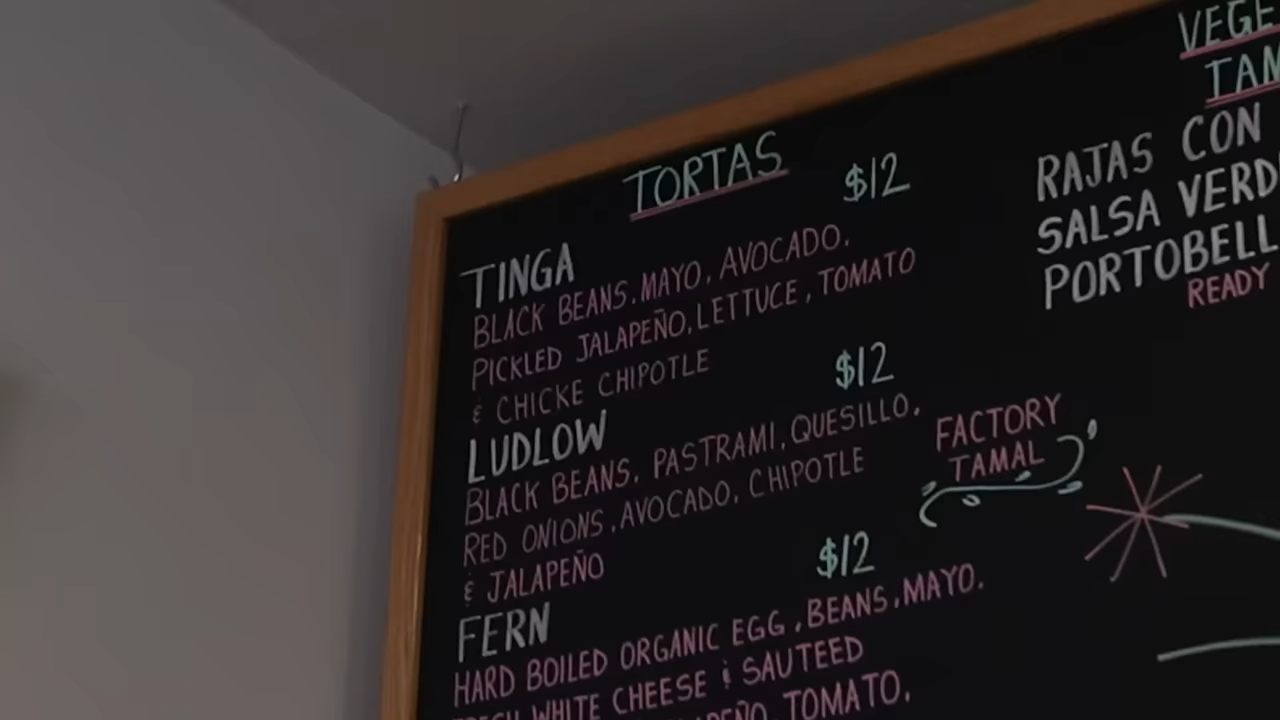 TORTAS
$12
TINGA
BLACK BEANS, MAYO, AVOCADO,
PICKLED JALAPEÑO, LETTUCE, TOMATO
& CHICKE CHIPOTLE
$12
LUDLOW
BLACK BEANS, PASTRAMI, QUESILLO,
RED ONIONS, AVOCADO, CHIPOTLE
& JALAPEÑO
$12
FERN
HARD BOILED ORGANIC EGG, BEANS, MAYO,
WHITE CHEESE & SAUTEED
TOMATO,
FACTORY
TAMAL
RAJAS CON
SALSA
READY